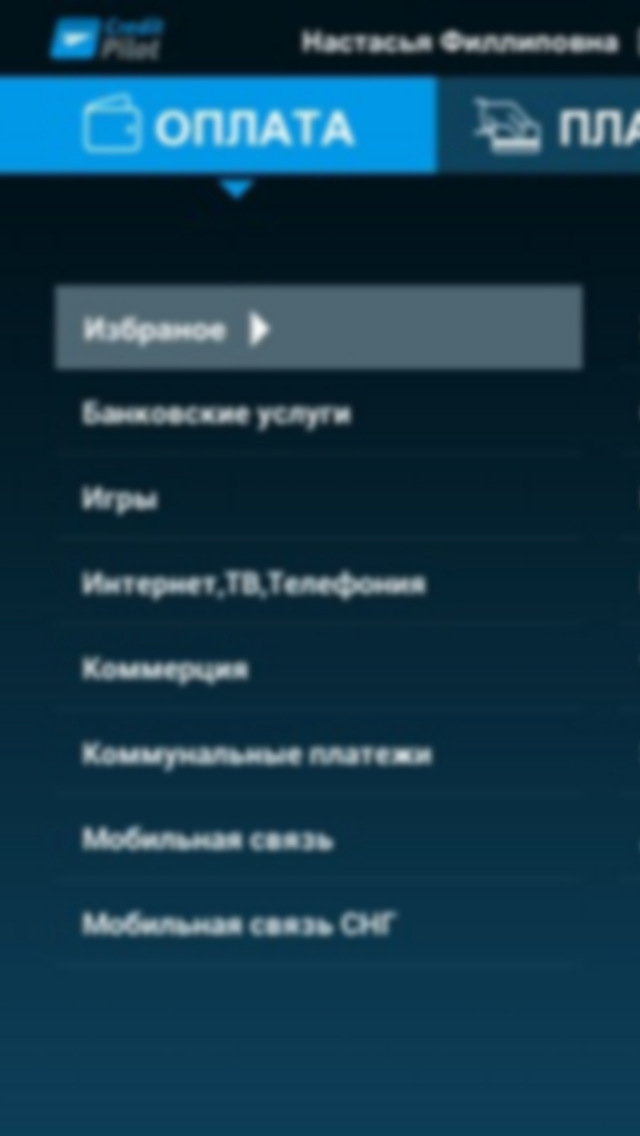 Credit
Pilot
Настасья Филлиповна
ОПЛАТА
ПЛА
Избраное
Банковские услуги
Игры
Интернет,ТВ,Телефония
Коммерция
Коммунальные платежи
Мобильная связь
Мобильная связь СНГ